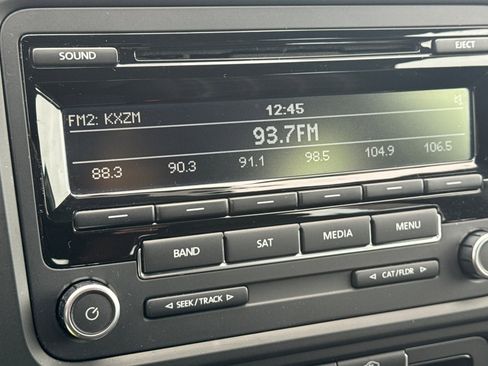 SOUND EJECT
FM2: KXZM 12:45
93.7FM
88.3 90.3 91.1 98.5 104.9 106.5
BAND SAT MEDIA MENU
SEEK/TRACK CAT/FLDR